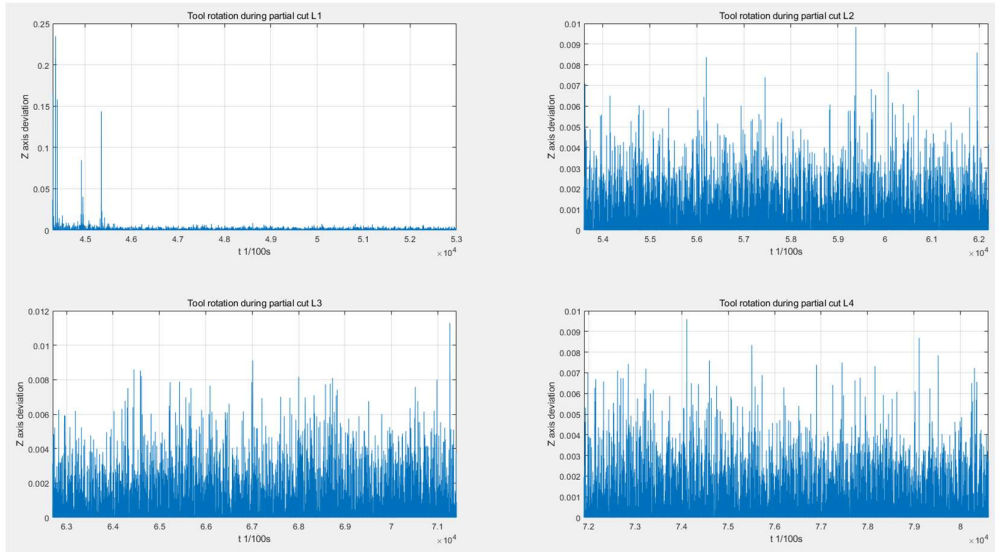 Tool rotation during partial cut L1
0.25
0.2
0.15
0.1
0.05
0
Z axis deviation
4.5 4.6 4.7 4.8 4.9 5 5.1 5.2 5.3
t 1/100s
×10⁴
Tool rotation during partial cut L2
0.01
0.009
0.008
0.007
0.006
0.005
0.004
0.003
0.002
0.001
0
Z axis deviation
5.4 5.5 5.6 5.7 5.8 5.9 6 6.1 6.2
t 1/100s
×10⁴
Tool rotation during partial cut L3
0.012
0.01
0.008
0.006
0.004
0.002
0
Z axis deviation
6.3 6.4 6.5 6.6 6.7 6.8 6.9 7 7.1
t 1/100s
×10⁴
Tool rotation during partial cut L4
0.01
0.009
0.008
0.007
0.006
0.005
0.004
0.003
0.002
0.001
0
Z axis deviation
7.2 7.3 7.4 7.5 7.6 7.7 7.8 7.9 8
t 1/100s
×10⁴